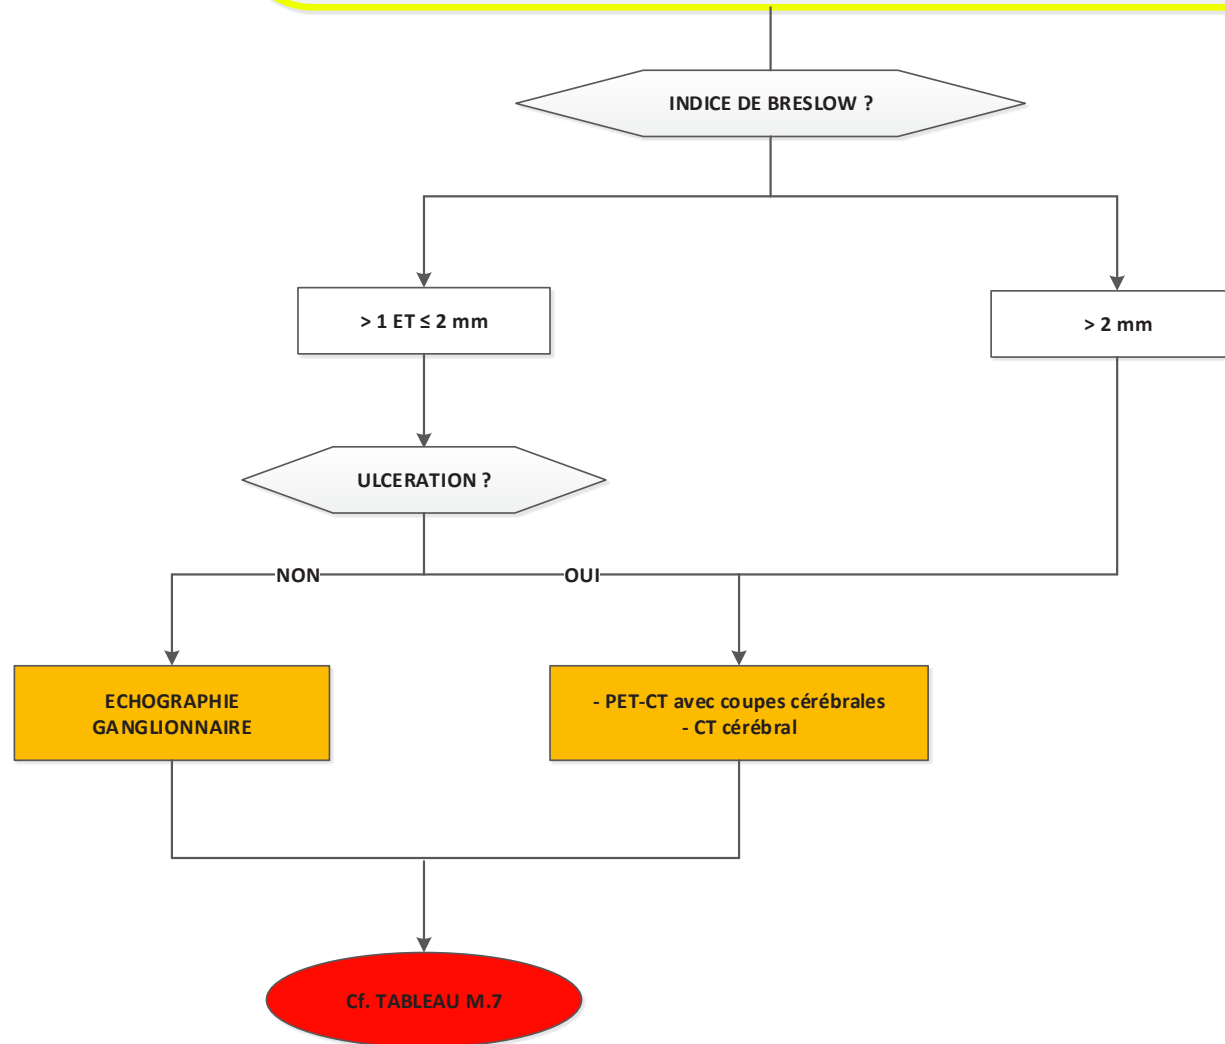 INDICE DE BRESLOW ?
> 1 ET ≤ 2 mm
> 2 mm
ULCERATION ?
NON
OUI
ECHOGRAPHIE
GANGLIONNAIRE
- PET-CT avec coupes cérébrales
- CT cérébral
Cf. TABLEAU M.7